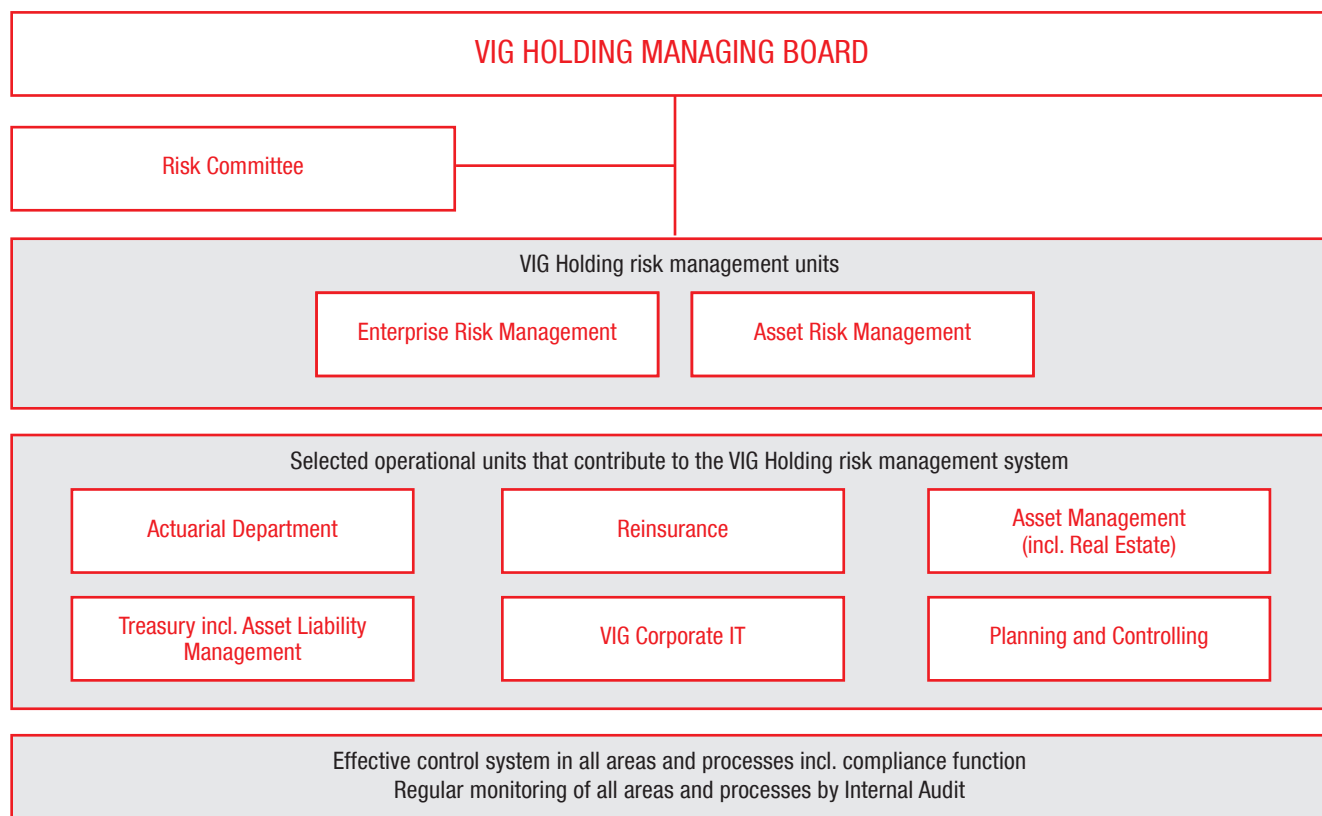 VIG HOLDING MANAGING BOARD
Risk Committee
VIG Holding risk management units
Enterprise Risk Management
Asset Risk Management
Selected operational units that contribute to the VIG Holding risk management system
Actuarial Department
Reinsurance
Asset Management
(incl. Real Estate)
Treasury incl. Asset Liability
Management
VIG Corporate IT
Planning and Controlling
Effective control system in all areas and processes incl. compliance function
Regular monitoring of all areas and processes by Internal Audit